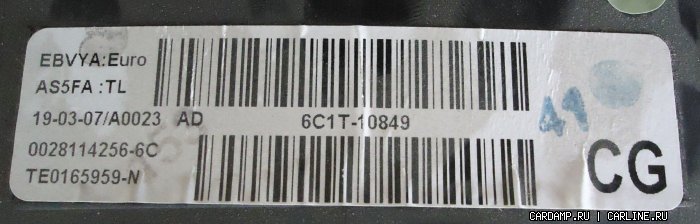 EBVYA:Euro
AS5FA :TL
19-03-07/A0023 AD 6C1T-10849
0028114256-6C
TE0165959-N
49
CG
CARDAMP.RU | CARLINE.RU